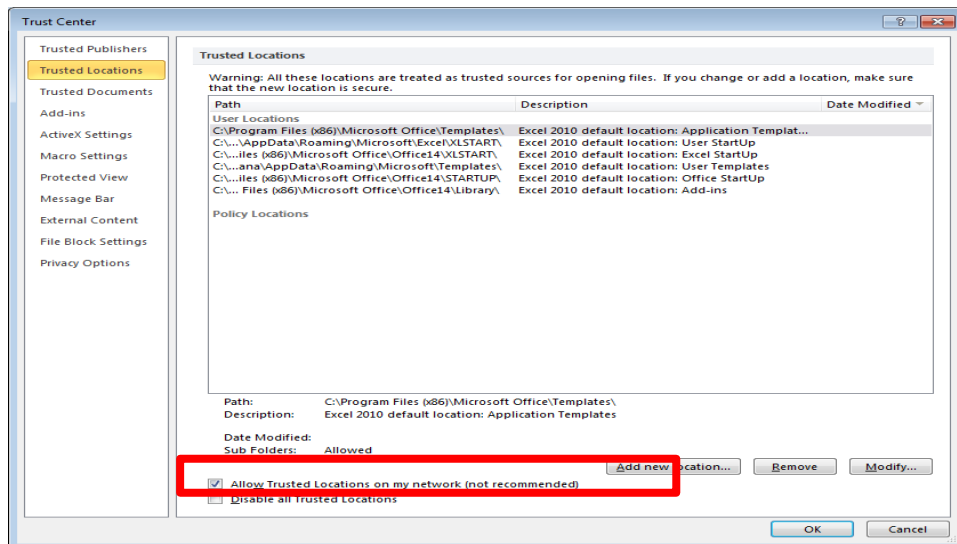 Trust Center
Trusted Publishers
Trusted Locations
Trusted Documents
Add-ins
ActiveX Settings
Macro Settings
Protected View
Message Bar
External Content
File Block Settings
Privacy Options
Trusted Locations
Warning: All these locations are treated as trusted sources for opening files. If you change or add a location, make sure
that the new location is secure.
Path Description Date Modified
User Locations
C:\Program Files (x86)\Microsoft Office\Templates\ Excel 2010 default location: Application Templat...
C:\...\AppData\Roaming\Microsoft\Excel\XLSTART\ Excel 2010 default location: User StartUp
C:\...iles (x86)\Microsoft Office\Office14\XLSTART\ Excel 2010 default location: Excel StartUp
C:\...ana\AppData\Roaming\Microsoft\Templates\ Excel 2010 default location: User Templates
C:\...iles (x86)\Microsoft Office\Office14\STARTUP\ Excel 2010 default location: Office StartUp
C:\... Files (x86)\Microsoft Office\Office14\Library\ Excel 2010 default location: Add-ins
Policy Locations
Path: C:\Program Files (x86)\Microsoft Office\Templates\
Description: Excel 2010 default location: Application Templates
Date Modified:
Sub Folders: Allowed
Add new location... Remove Modify...
Allow Trusted Locations on my network (not recommended)
Disable all Trusted Locations
OK Cancel